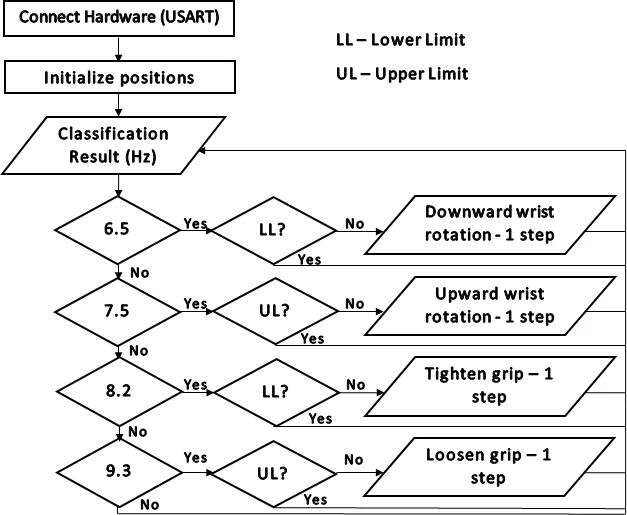 Connect Hardware (USART)
LL – Lower Limit
Initialize positions
UL – Upper Limit
Classification
Result (Hz)
6.5
Yes
LL?
No
Downward wrist
rotation - 1 step
Yes
No
7.5
Yes
UL?
No
Upward wrist
rotation - 1 step
Yes
No
8.2
Yes
LL?
No
Tighten grip – 1
step
Yes
No
9.3
Yes
UL?
No
Loosen grip – 1
step
Yes
No